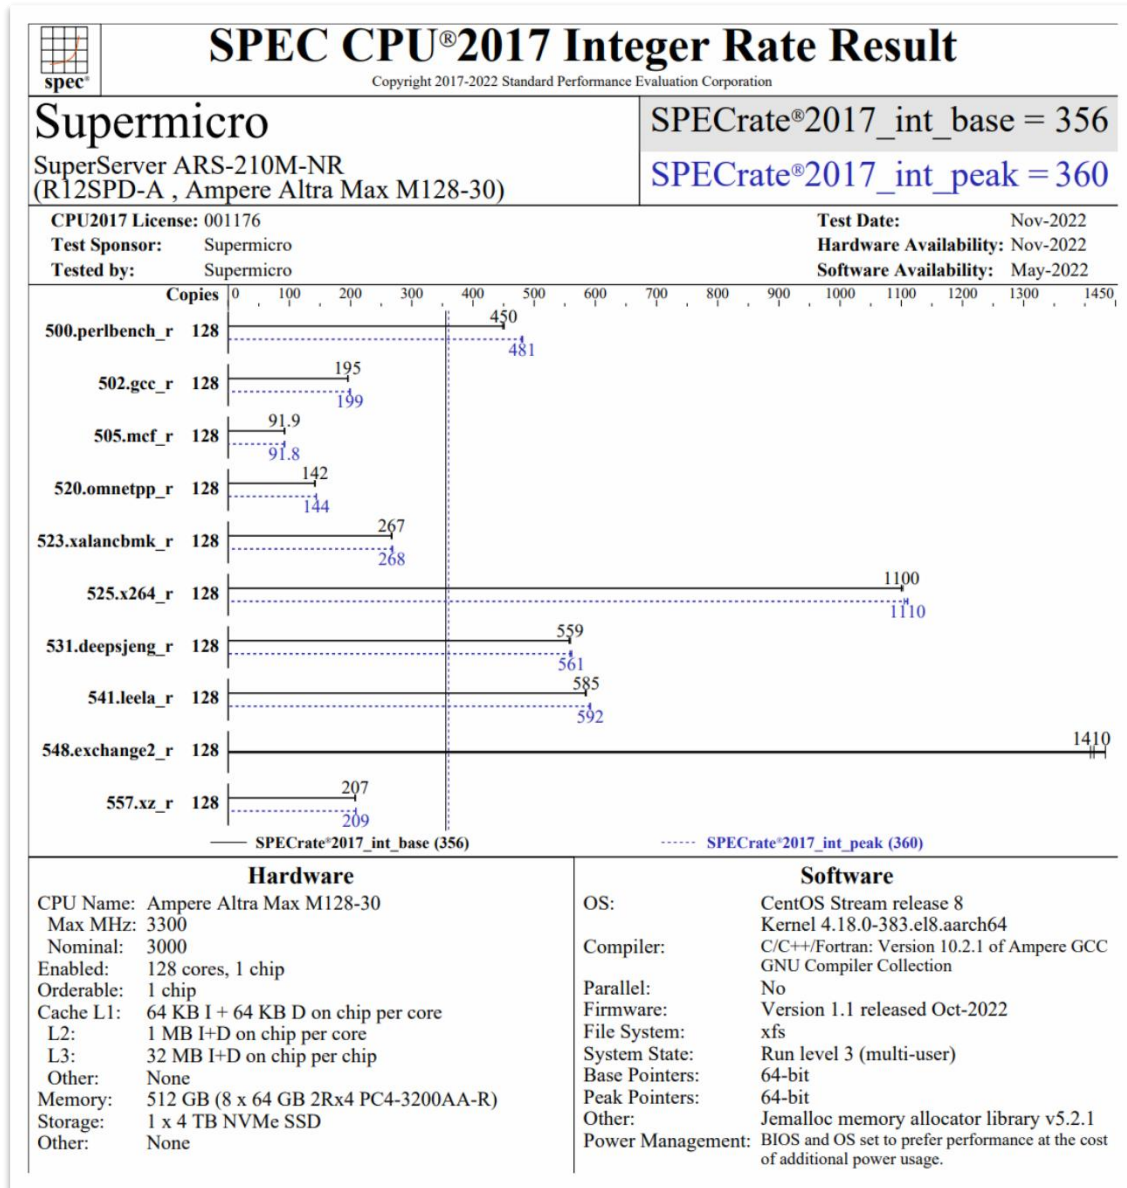 spec®
SPEC CPU®2017 Integer Rate Result
Copyright 2017-2022 Standard Performance Evaluation Corporation
Supermicro
SuperServer ARS-210M-NR
(R12SPD-A , Ampere Altra Max M128-30)
SPECrate®2017_int_base = 356
SPECrate®2017_int_peak = 360
CPU2017 License: 001176
Test Sponsor: Supermicro
Tested by: Supermicro
Test Date: Nov-2022
Hardware Availability: Nov-2022
Software Availability: May-2022
Copies 0 100 200 300 400 500 600 700 800 900 1000 1100 1200 1300 1450
450
500.perlbench_r 128
481
195
502.gcc_r 128
199
91.9
505.mcf_r 128
91.8
142
520.omnetpp_r 128
144
267
523.xalancbmk_r 128
268
1100
525.x264_r 128
1110
559
531.deepsjeng_r 128
561
585
541.leela_r 128
592
1410
548.exchange2_r 128
207
557.xz_r 128
209
SPECrate®2017_int_base (356)
SPECrate®2017_int_peak (360)
Hardware
CPU Name: Ampere Altra Max M128-30
Max MHz: 3300
Nominal: 3000
Enabled: 128 cores, 1 chip
Orderable: 1 chip
Cache L1: 64 KB I + 64 KB D on chip per core
L2: 1 MB I+D on chip per core
L3: 32 MB I+D on chip per chip
Other: None
Memory: 512 GB (8 x 64 GB 2Rx4 PC4-3200AA-R)
Storage: 1 x 4 TB NVMe SSD
Other: None
Software
OS: CentOS Stream release 8
Kernel 4.18.0-383.el8.aarch64
Compiler: C/C++/Fortran: Version 10.2.1 of Ampere GCC
GNU Compiler Collection
Parallel: No
Firmware: Version 1.1 released Oct-2022
File System: xfs
System State: Run level 3 (multi-user)
Base Pointers: 64-bit
Peak Pointers: 64-bit
Other: Jemalloc memory allocator library v5.2.1
Power Management: BIOS and OS set to prefer performance at the cost
of additional power usage.